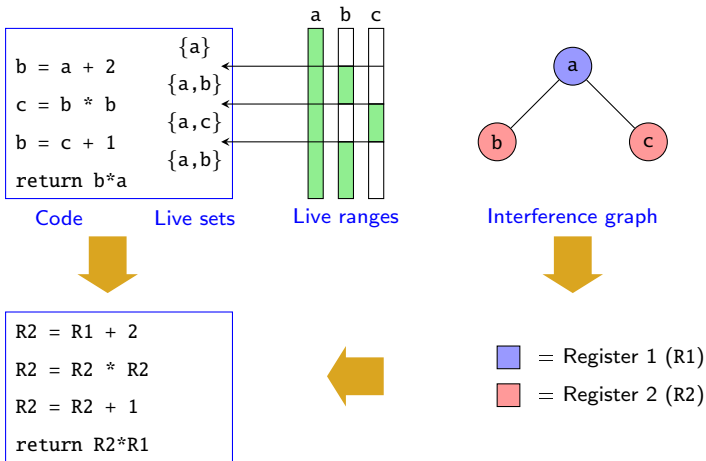 a b c
{a}
b = a + 2
{a,b}
c = b * b
{a,c}
b = c + 1
{a,b}
return b*a
a
b c
Code Live sets Live ranges Interference graph
R2 = R1 + 2
R2 = R2 * R2
R2 = R2 + 1
return R2*R1
= Register 1 (R1)
= Register 2 (R2)